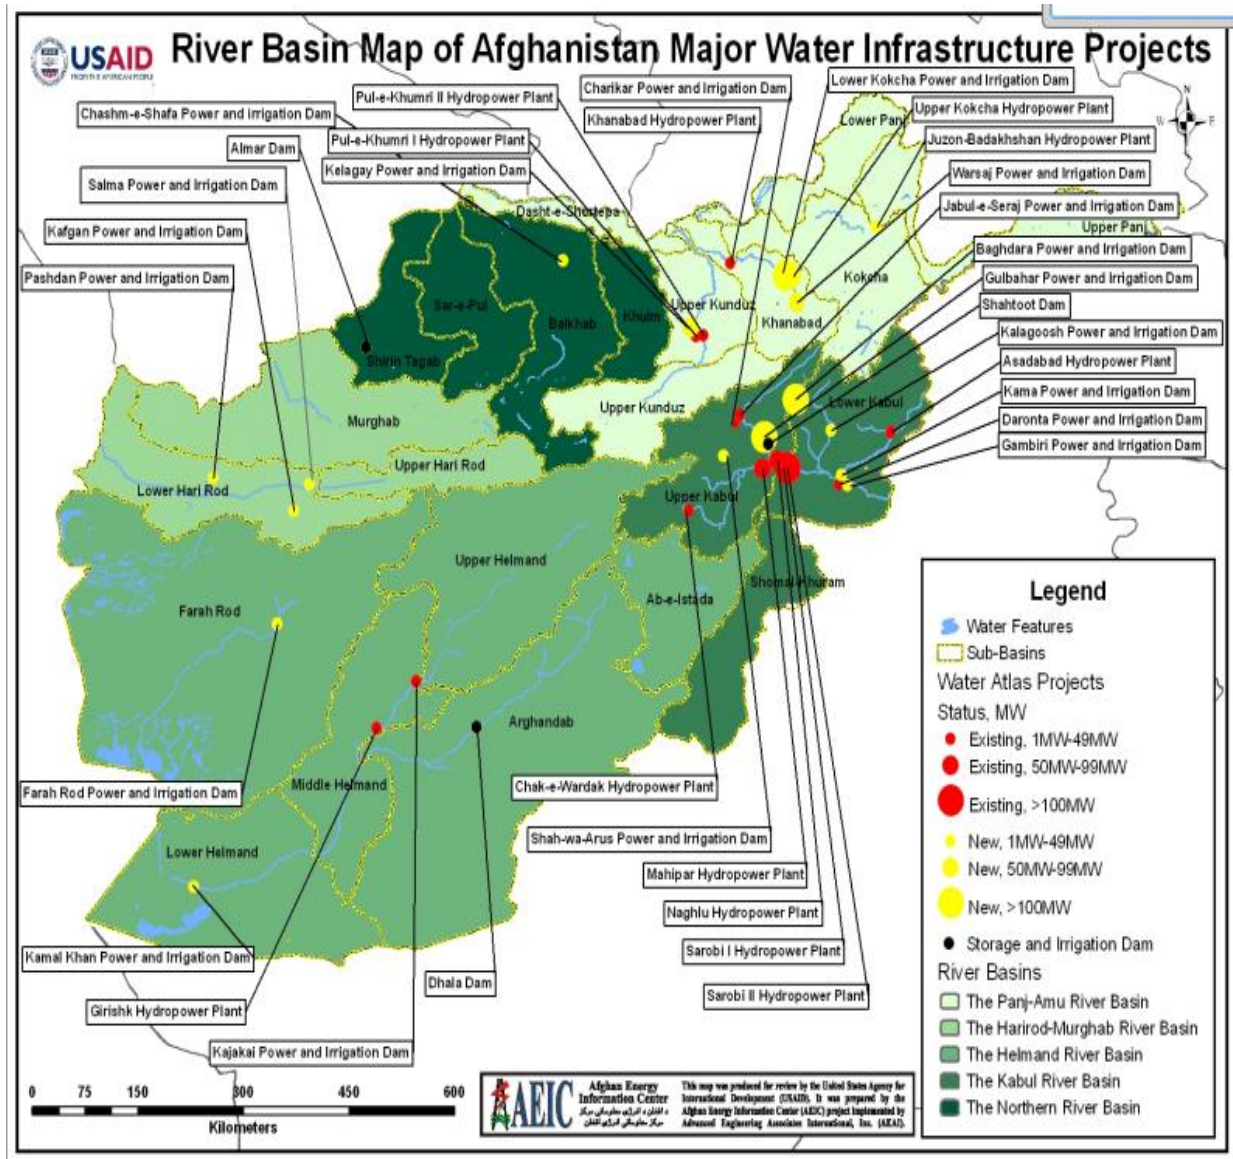 USAID
FROM THE AMERICAN PEOPLE
River Basin Map of Afghanistan Major Water Infrastructure Projects
Pul-e-Khumri II Hydropower Plant
Charikar Power and Irrigation Dam
Lower Kokcha Power and Irrigation Dam
Chashm-e-Shafa Power and irrigation Dam
Khanabad Hydropower Plant
Upper Kokcha Hydropower Plant
Lower Panj
N
W
E
Pul-e-Khumri I Hydropower Plant
Juzon-Badakhshan Hydropower Plant
Almar Dam
Kelagay Power and Irrigation Dam
Warsaj Power and Irrigation Dam
Salma Power and Irrigation Dam
Jabul-e-Seraj Power and Irrigation Dam
Dasht-e-Shortepa
Upper Panj
Kafgan Power and Irrigation Dam
Baghdara Power and Irrigation Dam
Pashdan Power and Irrigation Dam
Kokcha
Gulbahar Power and Irrigation Dam
Sar-e-Pul
Upper Kunduz
Shahtoot Dam
Balkhab
Khulm
Khanabad
Kalagoosh Power and Irrigation Dam
Shirin Tagab
Asadabad Hydropower Plant
Murghab
Upper Kunduz
Lower Kabul
Kama Power and Irrigation Dam
Daronta Power and Irrigation Dam
Gambiri Power and Irrigation Dam
Upper Hari Rod
Lower Hari Rod
Upper Kabul
Upper Helmand
Shomal-Khuram
Ab-e-Istada
Farah Rod
Arghandab
Middle Helmand
Chak-e-Wardak Hydropower Plant
Farah Rod Power and Irrigation Dam
Shah-wa-Arus Power and Irrigation Dam
Lower Helmand
Mahipar Hydropower Plant
Naghlu Hydropower Plant
Kamal Khan Power and Irrigation Dam
Sarobi I Hydropower Plant
Dhala Dam
Sarobi II Hydropower Plant
Girishk Hydropower Plant
Kajakai Power and Irrigation Dam
Legend
Water Features
Sub-Basins
Water Atlas Projects
Status, MW
Existing, 1MW-49MW
Existing, 50MW-99MW
Existing, >100MW
New, 1MW-49MW
New, 50MW-99MW
New, >100MW
Storage and Irrigation Dam
River Basins
The Panj-Amu River Basin
The Harirod-Murghab River Basin
The Helmand River Basin
The Kabul River Basin
The Northern River Basin
0 75 150 300 450 600
Kilometers
AEIC
Afghan Energy
Information Center
This map was produced for review by the United States Agency for
International Development (USAID). It was prepared by the
Afghan Energy Information Center (AEIC) project implemented by
Advanced Engineering Associates International, Inc. (AEAI).